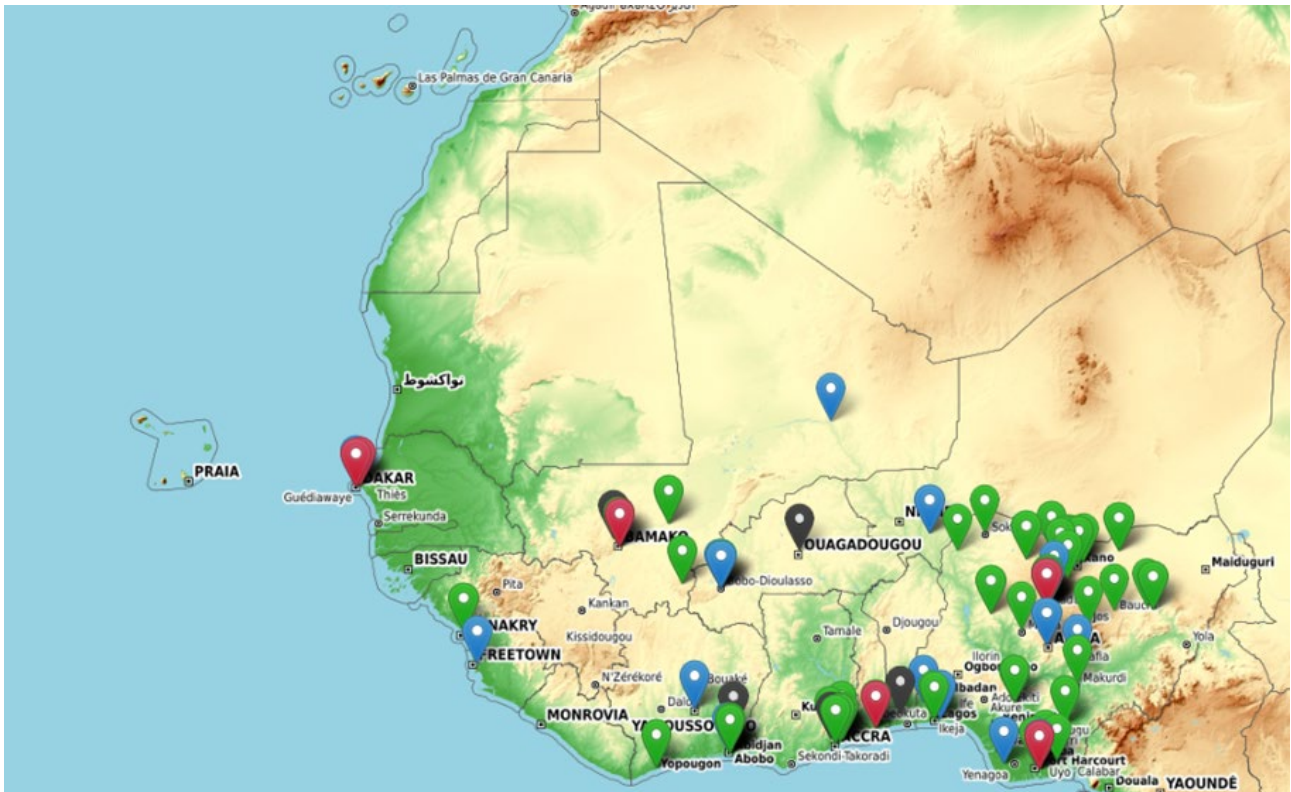 Las Palmas de Gran Canaria
نواكشوط
PRAIA
DAKAR
Guédiawaye
Thiès
Serrekunda
BAMAKO
OUAGADOUGOU
BISSAU
Bobo-Dioulasso
Kano
Maiduguri
Pita
Kankan
Kissidougou
Tamale
Djougou
FREETOWN
Yola
N'Zérékoré
Bouaké
Ilorin
Makurdi
Ibadan
Akure
MONROVIA
Lagos
Ikeja
ACCRA
Abidjan
Abobo
Yopougon
Sekondi-Takoradi
Yenagoa
Port Harcourt
Uyo
Calabar
Douala
YAOUNDÉ